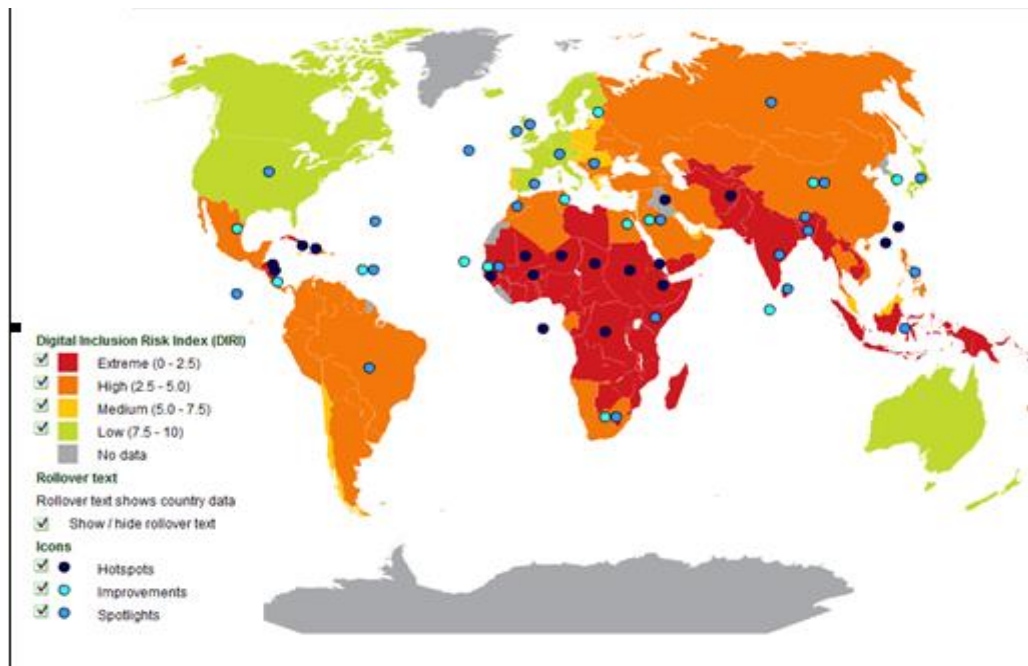 Digital Inclusion Risk Index (DIRI)
Extreme (0 - 2.5)
High (2.5 - 5.0)
Medium (5.0 - 7.5)
Low (7.5 - 10)
No data
Rollover text
Rollover text shows country data
Show / hide rollover text
Icons
Hotspots
Improvements
Spotlights